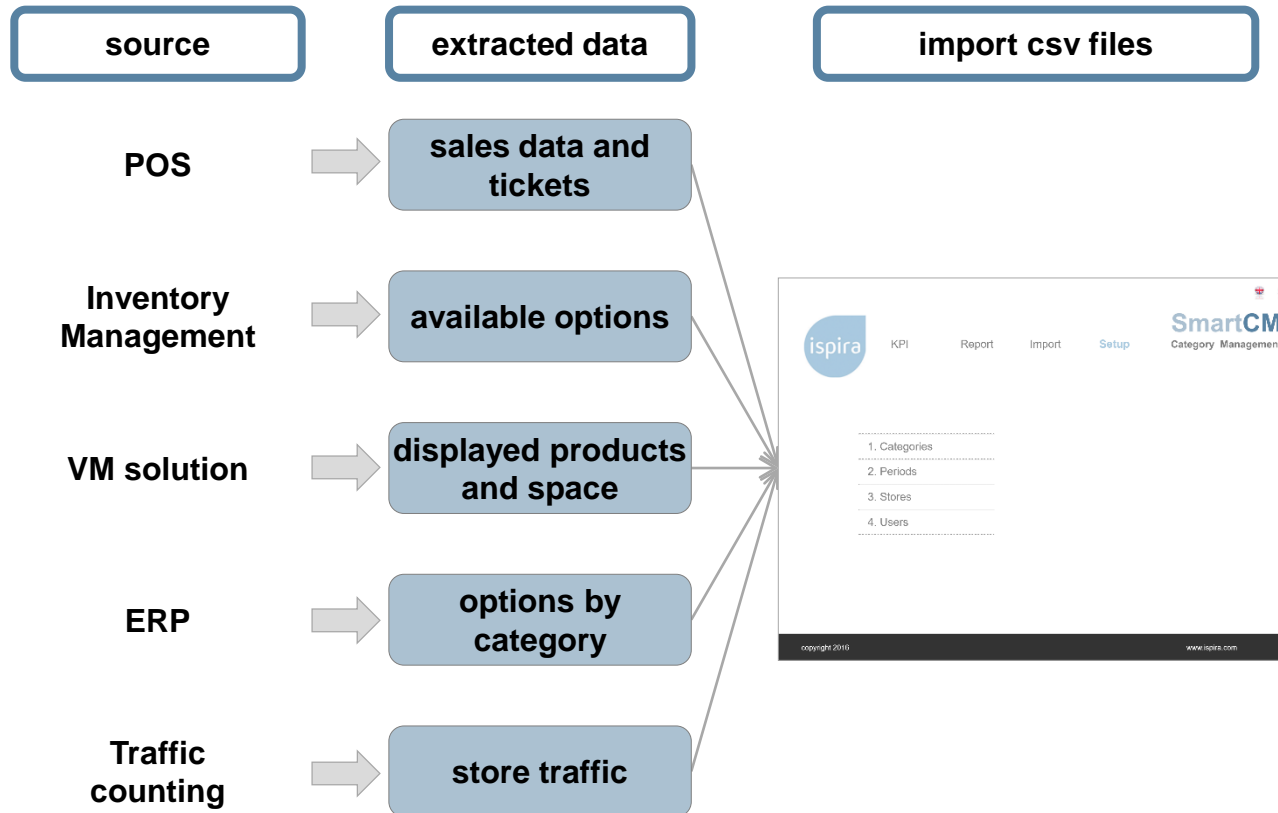 source
extracted data
import csv files
POS
sales data and
tickets
Inventory
Management
available options
VM solution
displayed products
and space
ERP
options by
category
Traffic
counting
store traffic
ispira
KPI
Report
Import
Setup
SmartCM
Category Managemen
1. Categories
2. Periods
3. Stores
4. Users
copyright 2016
www.ispira.com